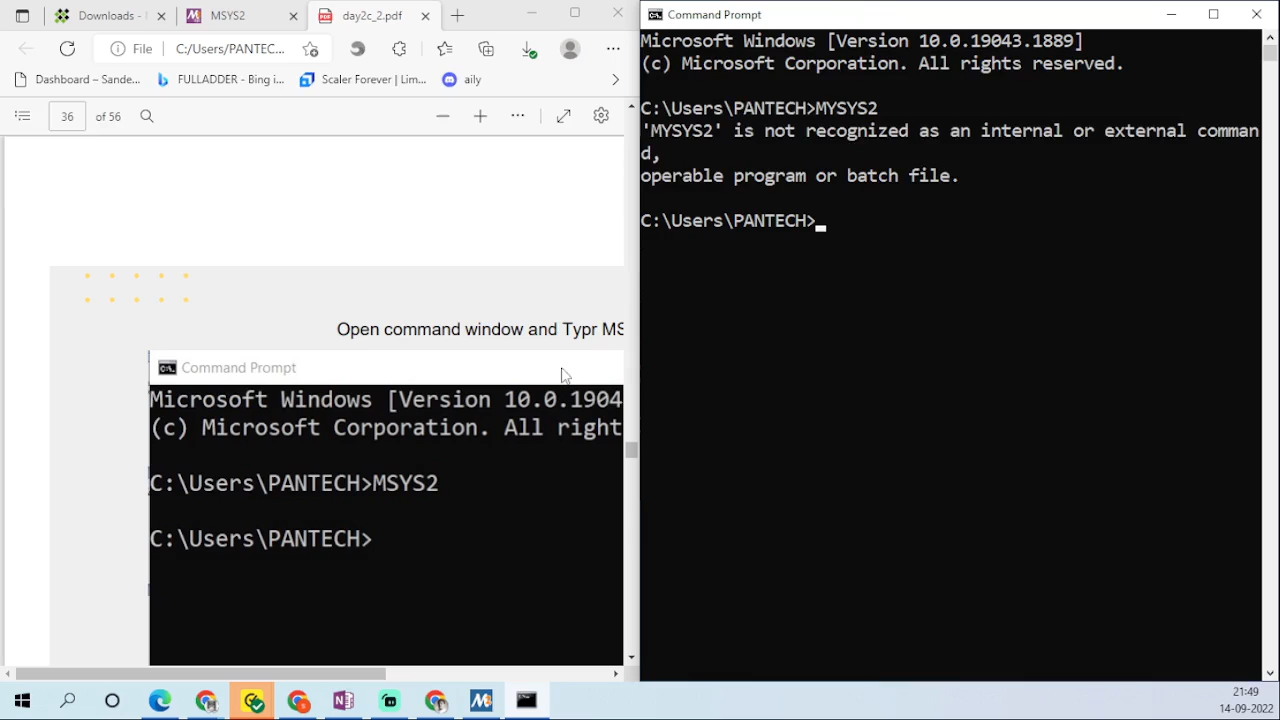 Downloads -
MSYS2
day2c_2.pdf
File
C:/Users/PANTEC...
Dashboard – Sande...
FULLADDER - Bing i...
Scaler Forever | Lim...
aily
36
of 56
Open command window and Typr MS
Command Prompt
Microsoft Windows [Version 10.0.1904
(c) Microsoft Corporation. All right
C:\Users\PANTECH>MSYS2
C:\Users\PANTECH>
Command Prompt
Microsoft Windows [Version 10.0.19043.1889]
(c) Microsoft Corporation. All rights reserved.
C:\Users\PANTECH>MYSYS2
'MYSYS2' is not recognized as an internal or external comman
d,
operable program or batch file.
C:\Users\PANTECH>
21:49
14-09-2022